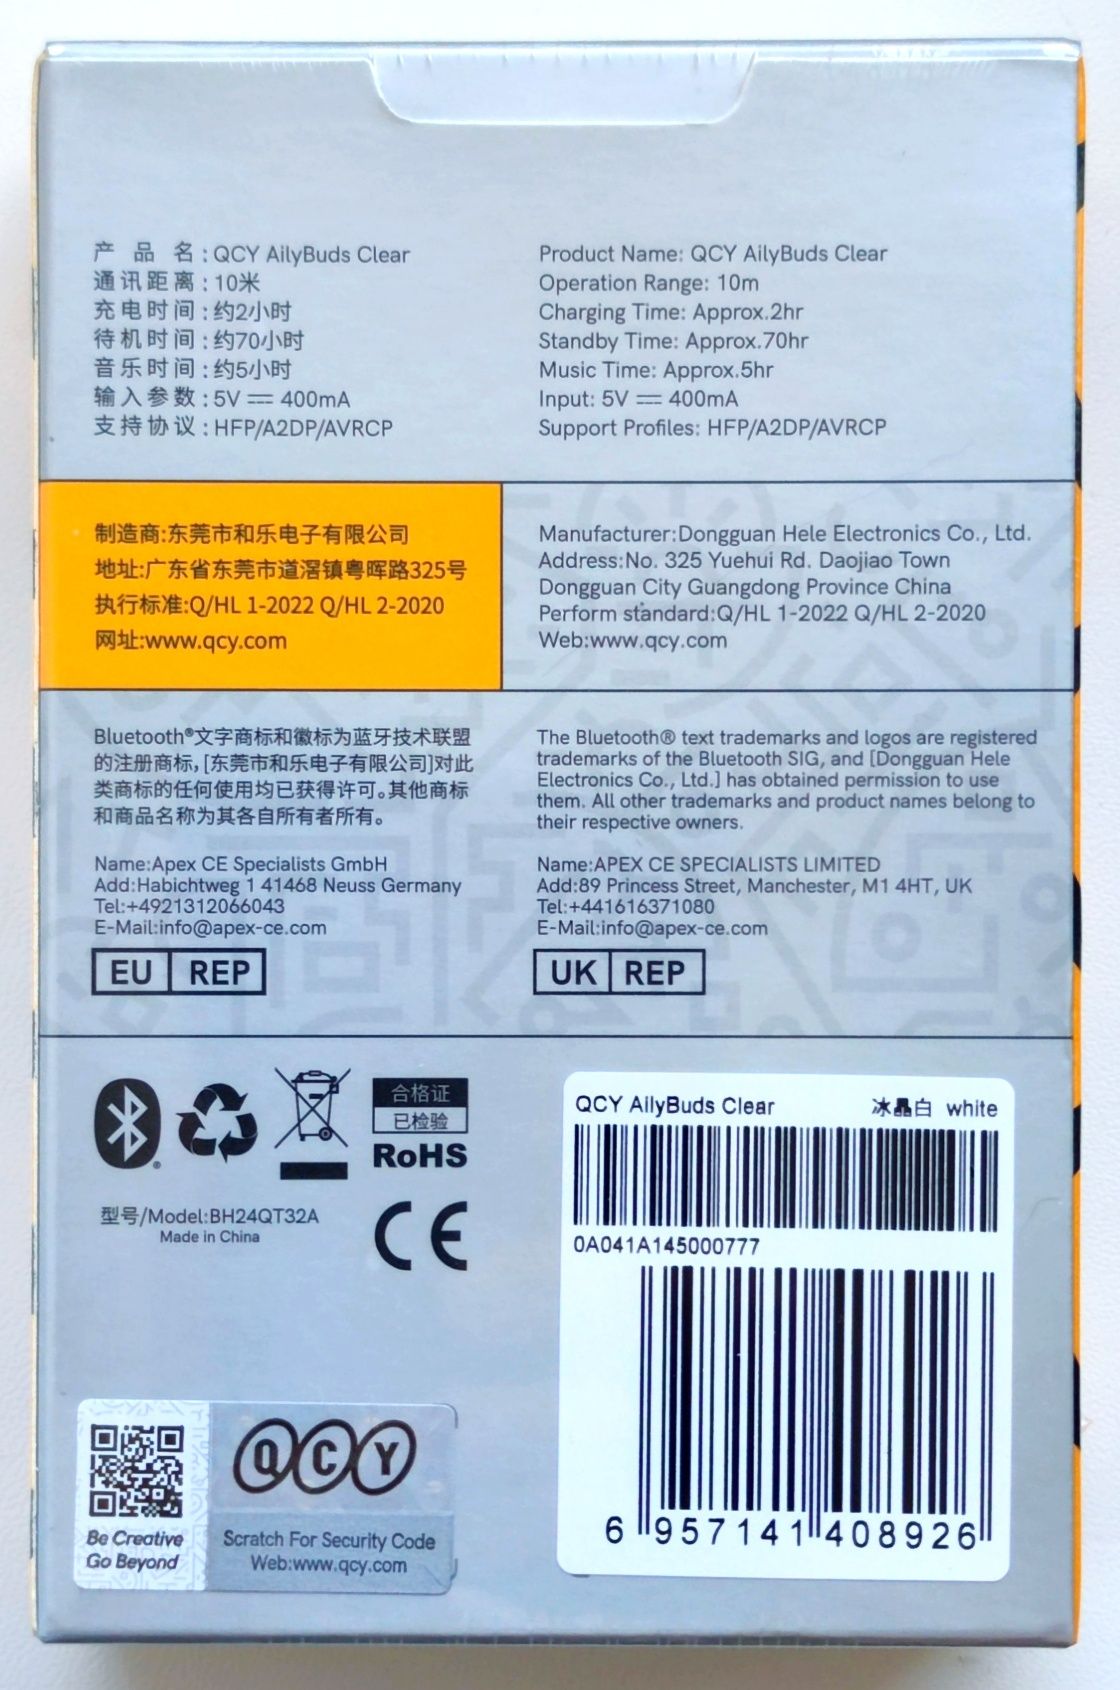 产品名:QCY AilyBuds Clear
通讯距离:10米
充电时间:约2小时
待机时间:约70小时
音乐时间:约5小时
输入参数:5V ⎓ 400mA
支持协议:HFP/A2DP/AVRCP
Product Name: QCY AilyBuds Clear
Operation Range: 10m
Charging Time: Approx.2hr
Standby Time: Approx.70hr
Music Time: Approx.5hr
Input: 5V ⎓ 400mA
Support Profiles: HFP/A2DP/AVRCP
制造商:东莞市和乐电子有限公司
地址:广东省东莞市道滘镇粤晖路325号
执行标准:Q/HL 1-2022 Q/HL 2-2020
网址:www.qcy.com
Manufacturer:Dongguan Hele Electronics Co., Ltd.
Address:No. 325 Yuehui Rd. Daojiao Town
Dongguan City Guangdong Province China
Perform standard:Q/HL 1-2022 Q/HL 2-2020
Web:www.qcy.com
Bluetooth®文字商标和徽标为蓝牙技术联盟
的注册商标,[东莞市和乐电子有限公司]对此
类商标的任何使用均已获得许可。其他商标
和商品名称为其各自所有者所有。
The Bluetooth® text trademarks and logos are registered
trademarks of the Bluetooth SIG, and [Dongguan Hele
Electronics Co., Ltd.] has obtained permission to use
them. All other trademarks and product names belong to
their respective owners.
Name:Apex CE Specialists GmbH
Add:Habichtweg 1 41468 Neuss Germany
Tel:+4921312066043
E-Mail:info@apex-ce.com
EU REP
Name:APEX CE SPECIALISTS LIMITED
Add:89 Princess Street, Manchester, M1 4HT, UK
Tel:+441616371080
E-Mail:info@apex-ce.com
UK REP
合格证
已检验
RoHS
型号/Model:BH24QT32A
Made in China
CE
QCY AilyBuds Clear 冰晶白 white
0A041A145000777
6 957141 408926
QCY
Be Creative
Go Beyond
Scratch For Security Code
Web:www.qcy.com